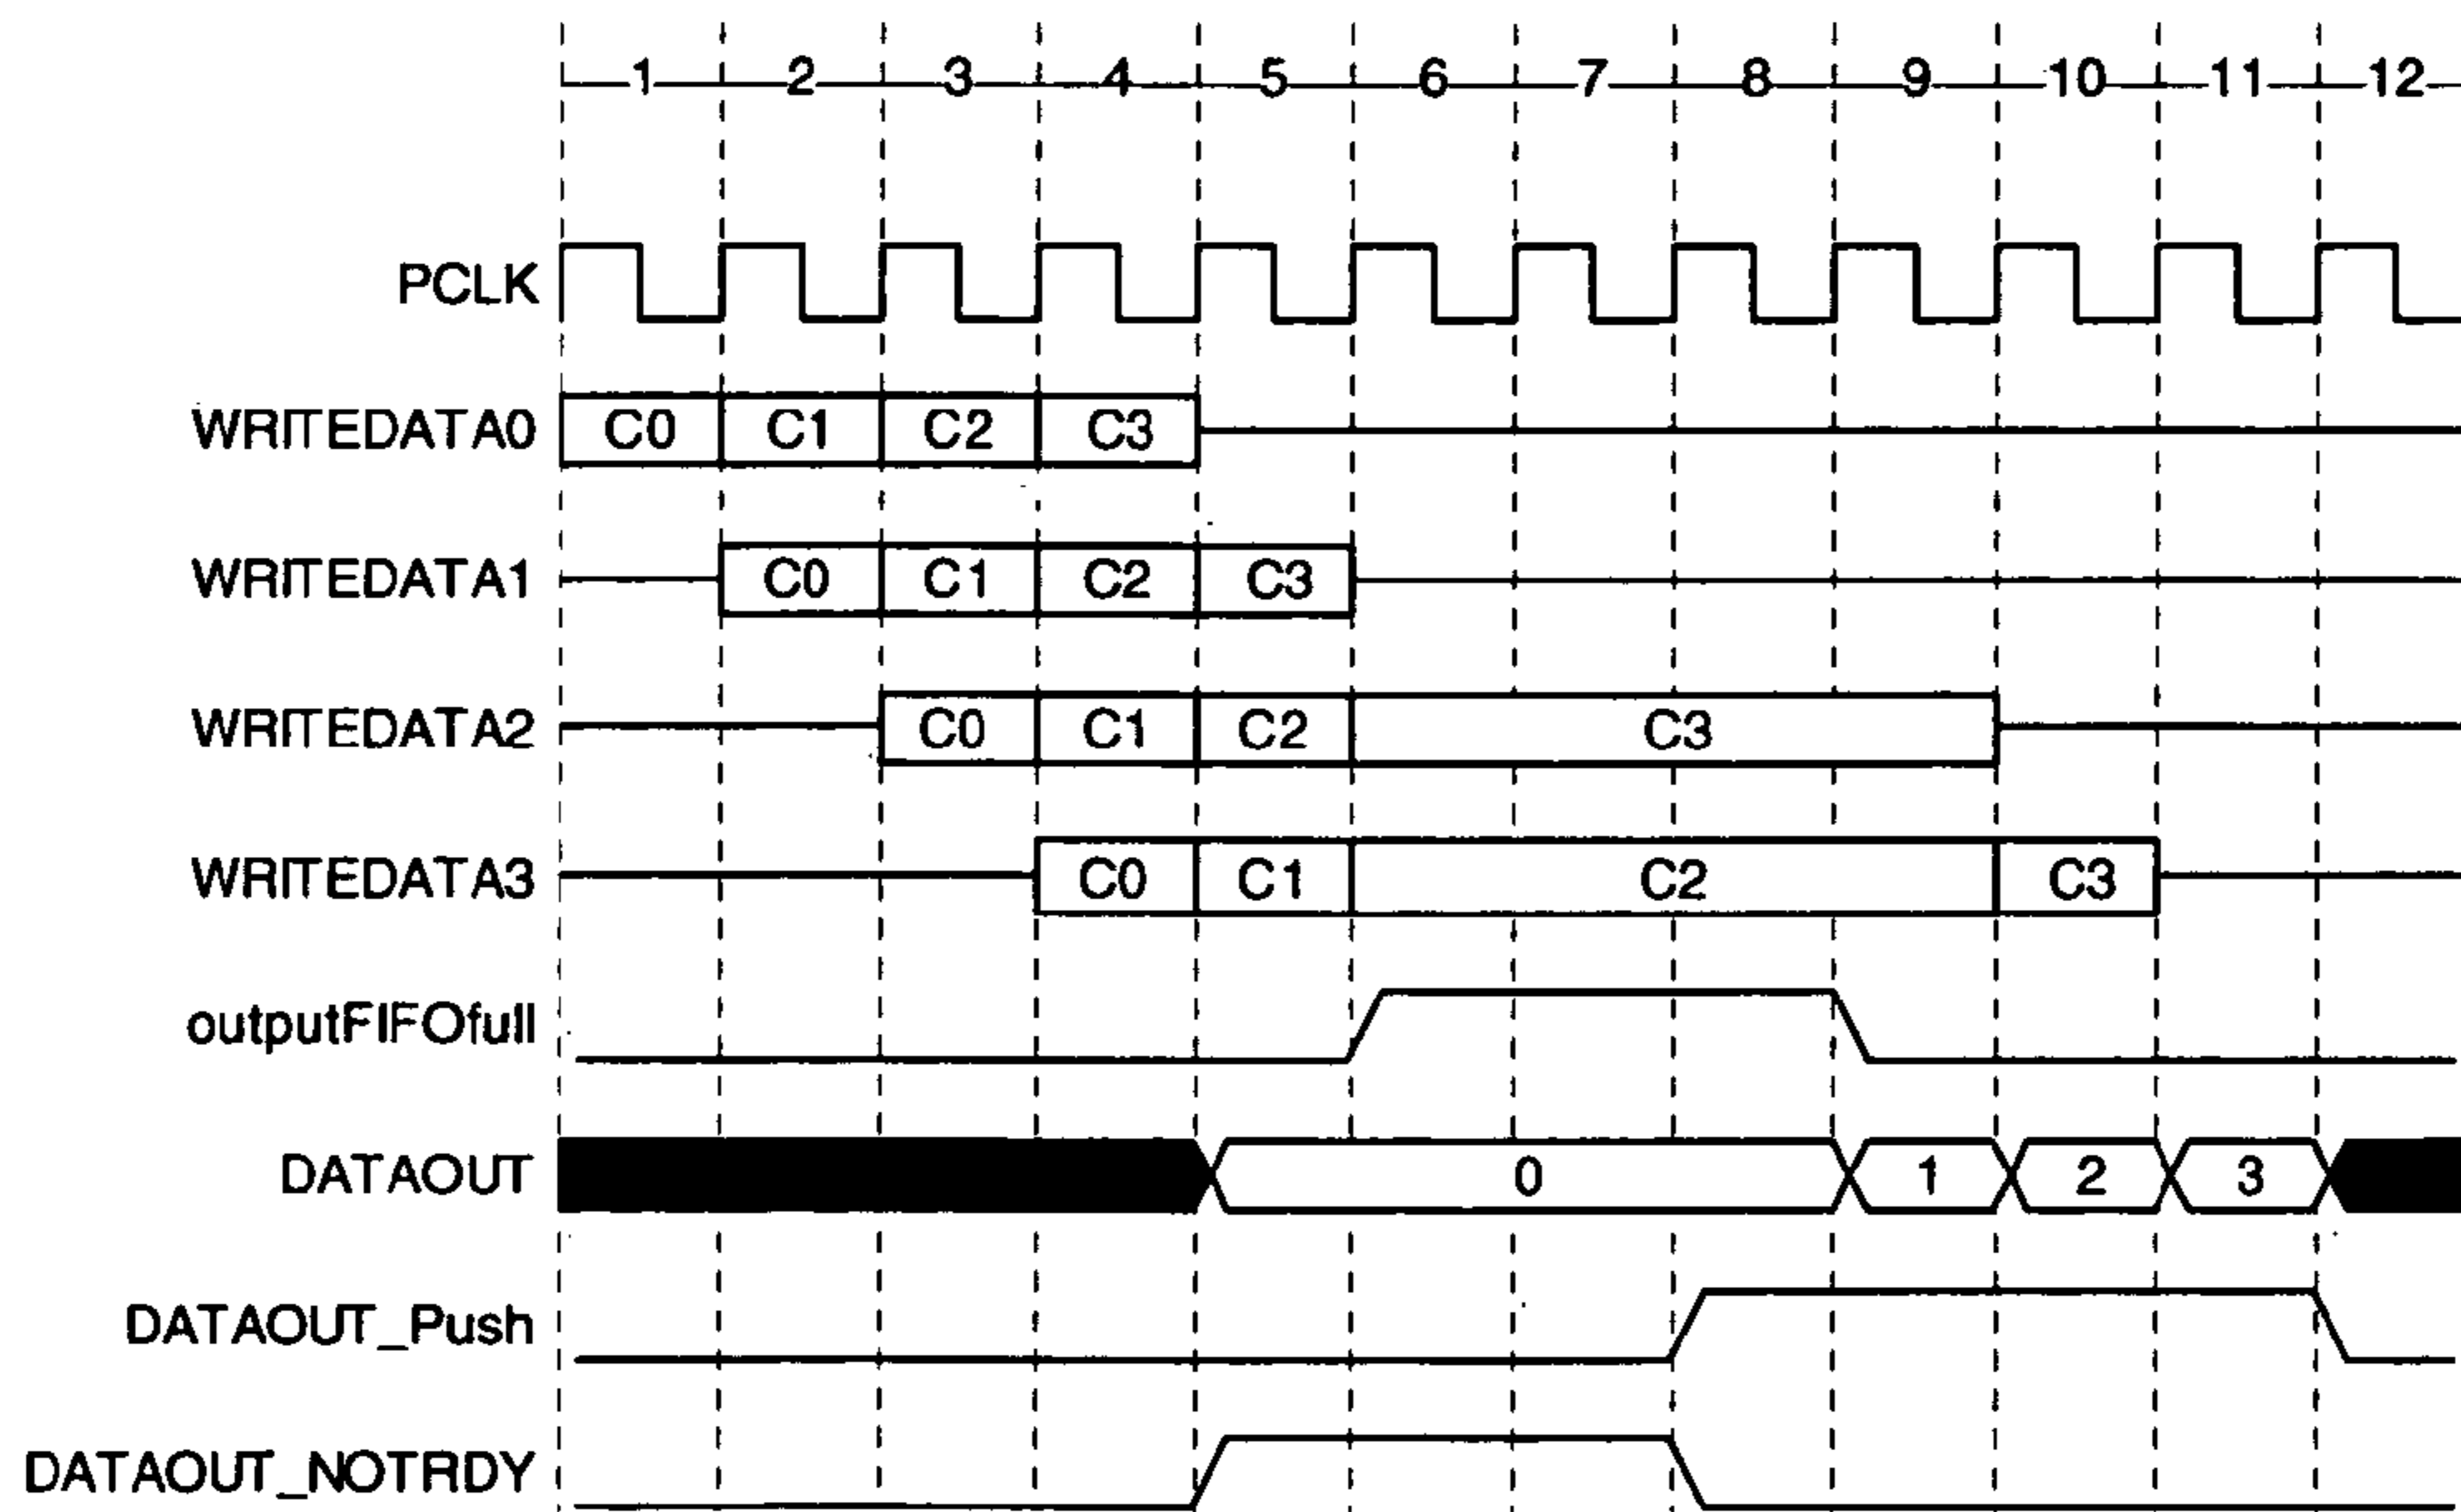 1 2 3 4 5 6 7 8 9 10 11 12
PCLK
WRITEDATA0 C0 C1 C2 C3
WRITEDATA1 C0 C1 C2 C3
WRITEDATA2 C0 C1 C2 C3
WRITEDATA3 C0 C1 C2 C3
outputFIFOfull
DATAOUT 0 1 2 3
DATAOUT_Push
DATAOUT_NOTRDY